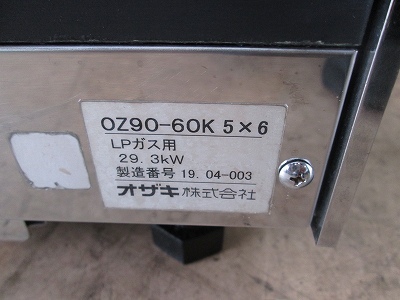 OZ90-60K 5×6
LPガス用
29.3kW
製造番号 19.04-003
オザキ株式会社